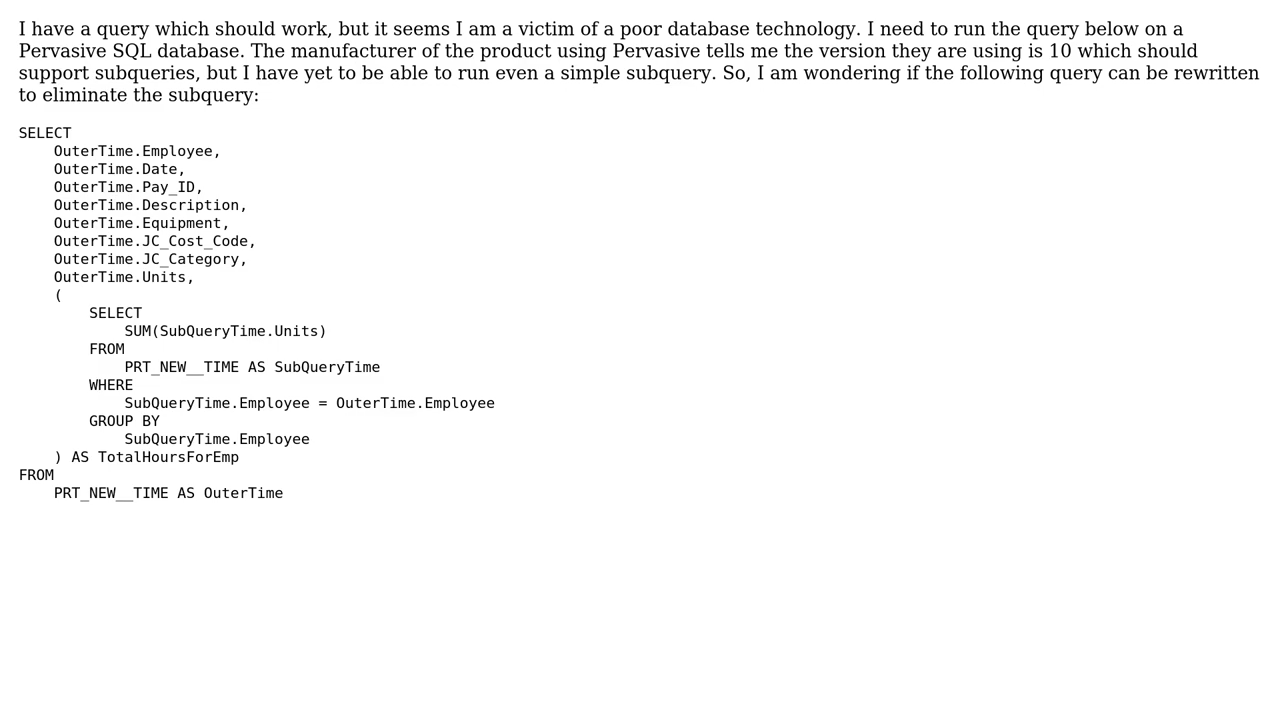 I have a query which should work, but it seems I am a victim of a poor database technology. I need to run the query below on a
Pervasive SQL database. The manufacturer of the product using Pervasive tells me the version they are using is 10 which should
support subqueries, but I have yet to be able to run even a simple subquery. So, I am wondering if the following query can be rewritten
to eliminate the subquery:
SELECT
    OuterTime.Employee,
    OuterTime.Date,
    OuterTime.Pay_ID,
    OuterTime.Description,
    OuterTime.Equipment,
    OuterTime.JC_Cost_Code,
    OuterTime.JC_Category,
    OuterTime.Units,
    (
        SELECT
            SUM(SubQueryTime.Units)
        FROM
            PRT_NEW__TIME AS SubQueryTime
        WHERE
            SubQueryTime.Employee = OuterTime.Employee
        GROUP BY
            SubQueryTime.Employee
    ) AS TotalHoursForEmp
FROM
    PRT_NEW__TIME AS OuterTime